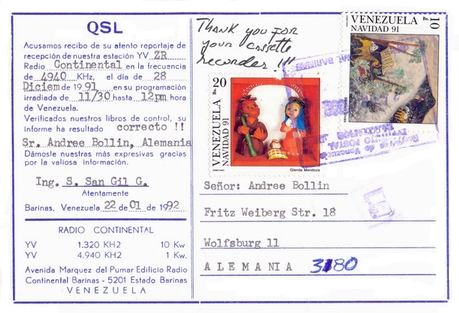 QSL
Acusamos recibo de su atento reportaje de
recepción de nuestra estación YV ZR
Radio Continental en la frecuencia
de 4940 KHz, el día de 28
Diciem de 1991 en su programación
irradiada de 11/30 hasta 12pm hora
de Venezuela.
Verificados nuestros libros de control, su
informe ha resultado correcto !!
Sr. Andree Bollin, Alemania
Dámosle nuestras más expresivas gracias
por la valiosa información.
Ing. S. San Gil G.
Atentamente
Barinas, Venezuela 22 de 01 de 1992
RADIO CONTINENTAL
YV 1.320 KH2 10 Kw.
YV 4.940 KH2 1 Kw.
Avenida Marquez del Pumar Edificio Radio
Continental Barinas - 5201 Estado Barinas
VENEZUELA
Thank you for
your cassette
recorder !!!
20
VENEZUELA
NAVIDAD 91
VENEZUELA
NAVIDAD 91
10
Señor: Andree Bollin
Fritz Weiberg Str. 18
Wolfsburg 11
ALEMANIA 3180